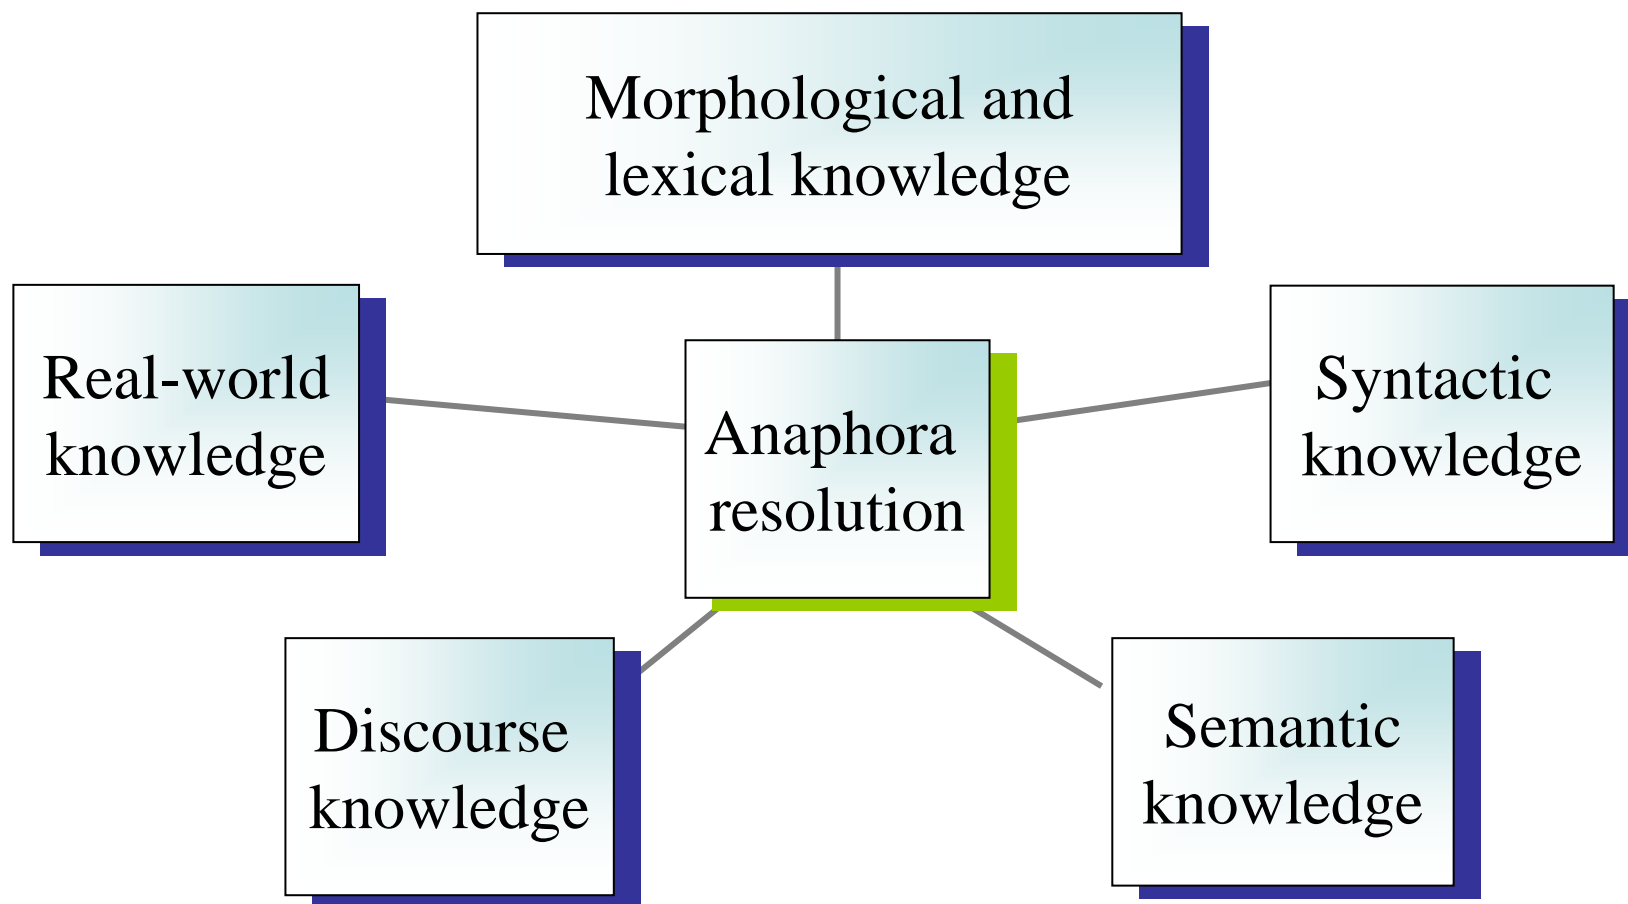 Morphological and
lexical knowledge
Real-world
knowledge
Syntactic
knowledge
Anaphora
resolution
Discourse
knowledge
Semantic
knowledge